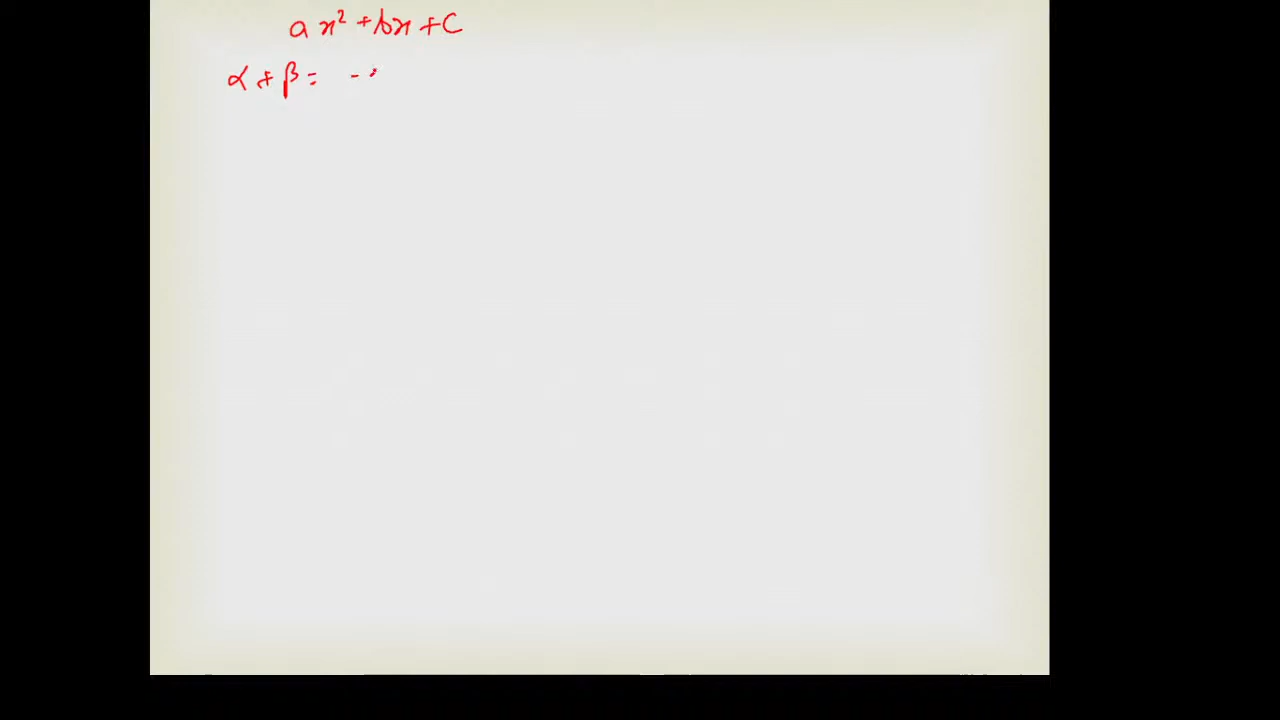 ax² + bx + c
α + β = -